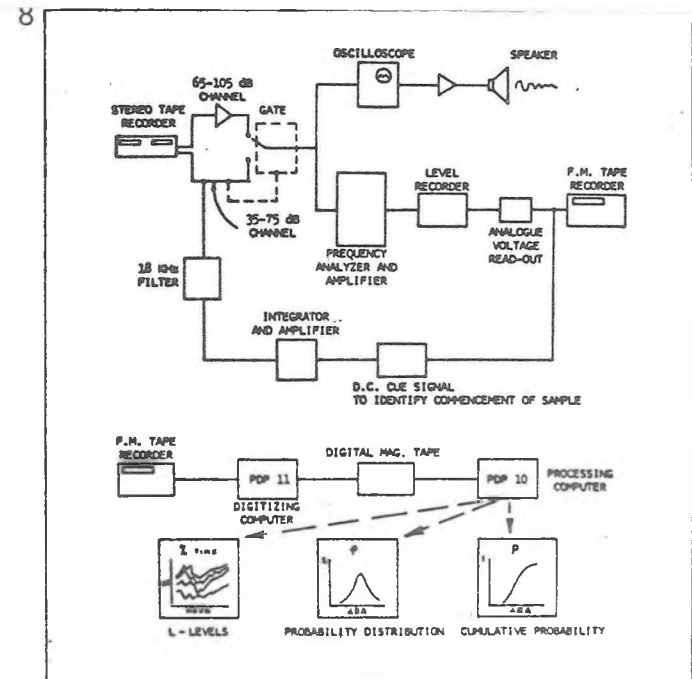 8
OSCILLOSCOPE
SPEAKER
65-105 dB
CHANNEL
GATE
STEREO TAPE
RECORDER
LEVEL
RECORDER
F.M. TAPE
RECORDER
35-75 dB
CHANNEL
FREQUENCY
ANALYZER AND
AMPLIFIER
ANALOGUE
VOLTAGE
READ-OUT
18 KHz
FILTER
INTEGRATOR
AND AMPLIFIER
D.C. CUE SIGNAL
TO IDENTIFY COMMENCEMENT OF SAMPLE
F.M. TAPE
RECORDER
DIGITAL MAG. TAPE
PDP 11
PDP 10
PROCESSING
COMPUTER
DIGITIZING
COMPUTER
% TIME
P
P
dBA
dBA
L - LEVELS
PROBABILITY DISTRIBUTION
CUMULATIVE PROBABILITY